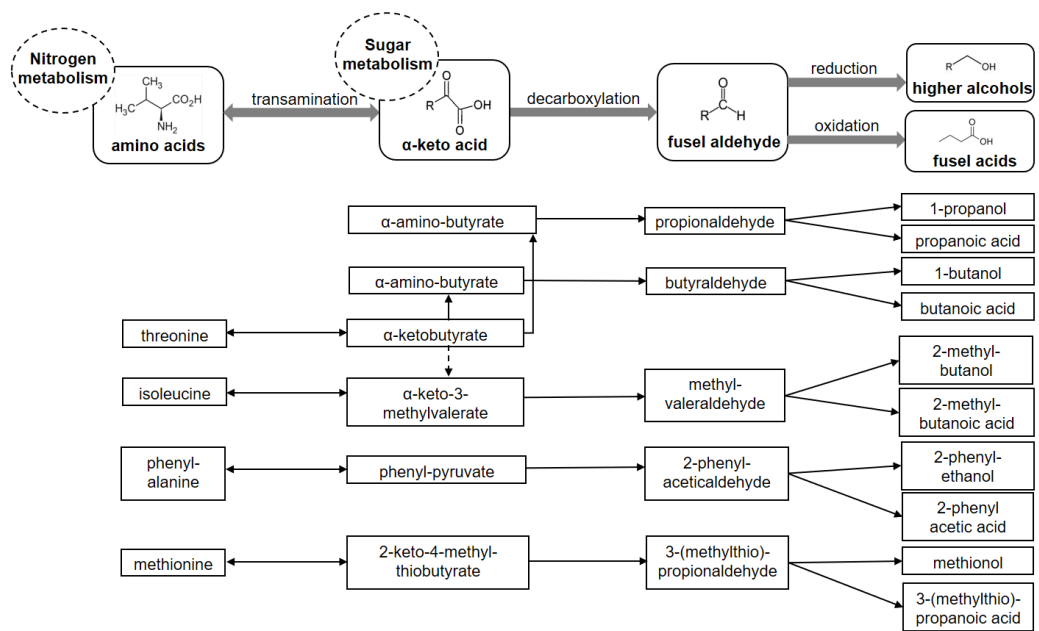 Nitrogen
metabolism
Sugar
metabolism
CH₃
H₃C
CO₂H
NH₂
amino acids
transamination
O
R
OH
O
α-keto acid
decarboxylation
O
R
H
fusel aldehyde
reduction
R
OH
higher alcohols
oxidation
O
OH
fusel acids
α-amino-butyrate
propionaldehyde
1-propanol
propanoic acid
α-amino-butyrate
butyraldehyde
1-butanol
butanoic acid
threonine
α-ketobutyrate
isoleucine
α-keto-3-
methylvalerate
methyl-
valeraldehyde
2-methyl-
butanol
2-methyl-
butanoic acid
phenyl-
alanine
phenyl-pyruvate
2-phenyl-
aceticaldehyde
2-phenyl-
ethanol
2-phenyl
acetic acid
methionine
2-keto-4-methyl-
thiobutyrate
3-(methylthio)-
propionaldehyde
methionol
3-(methylthio)-
propanoic acid